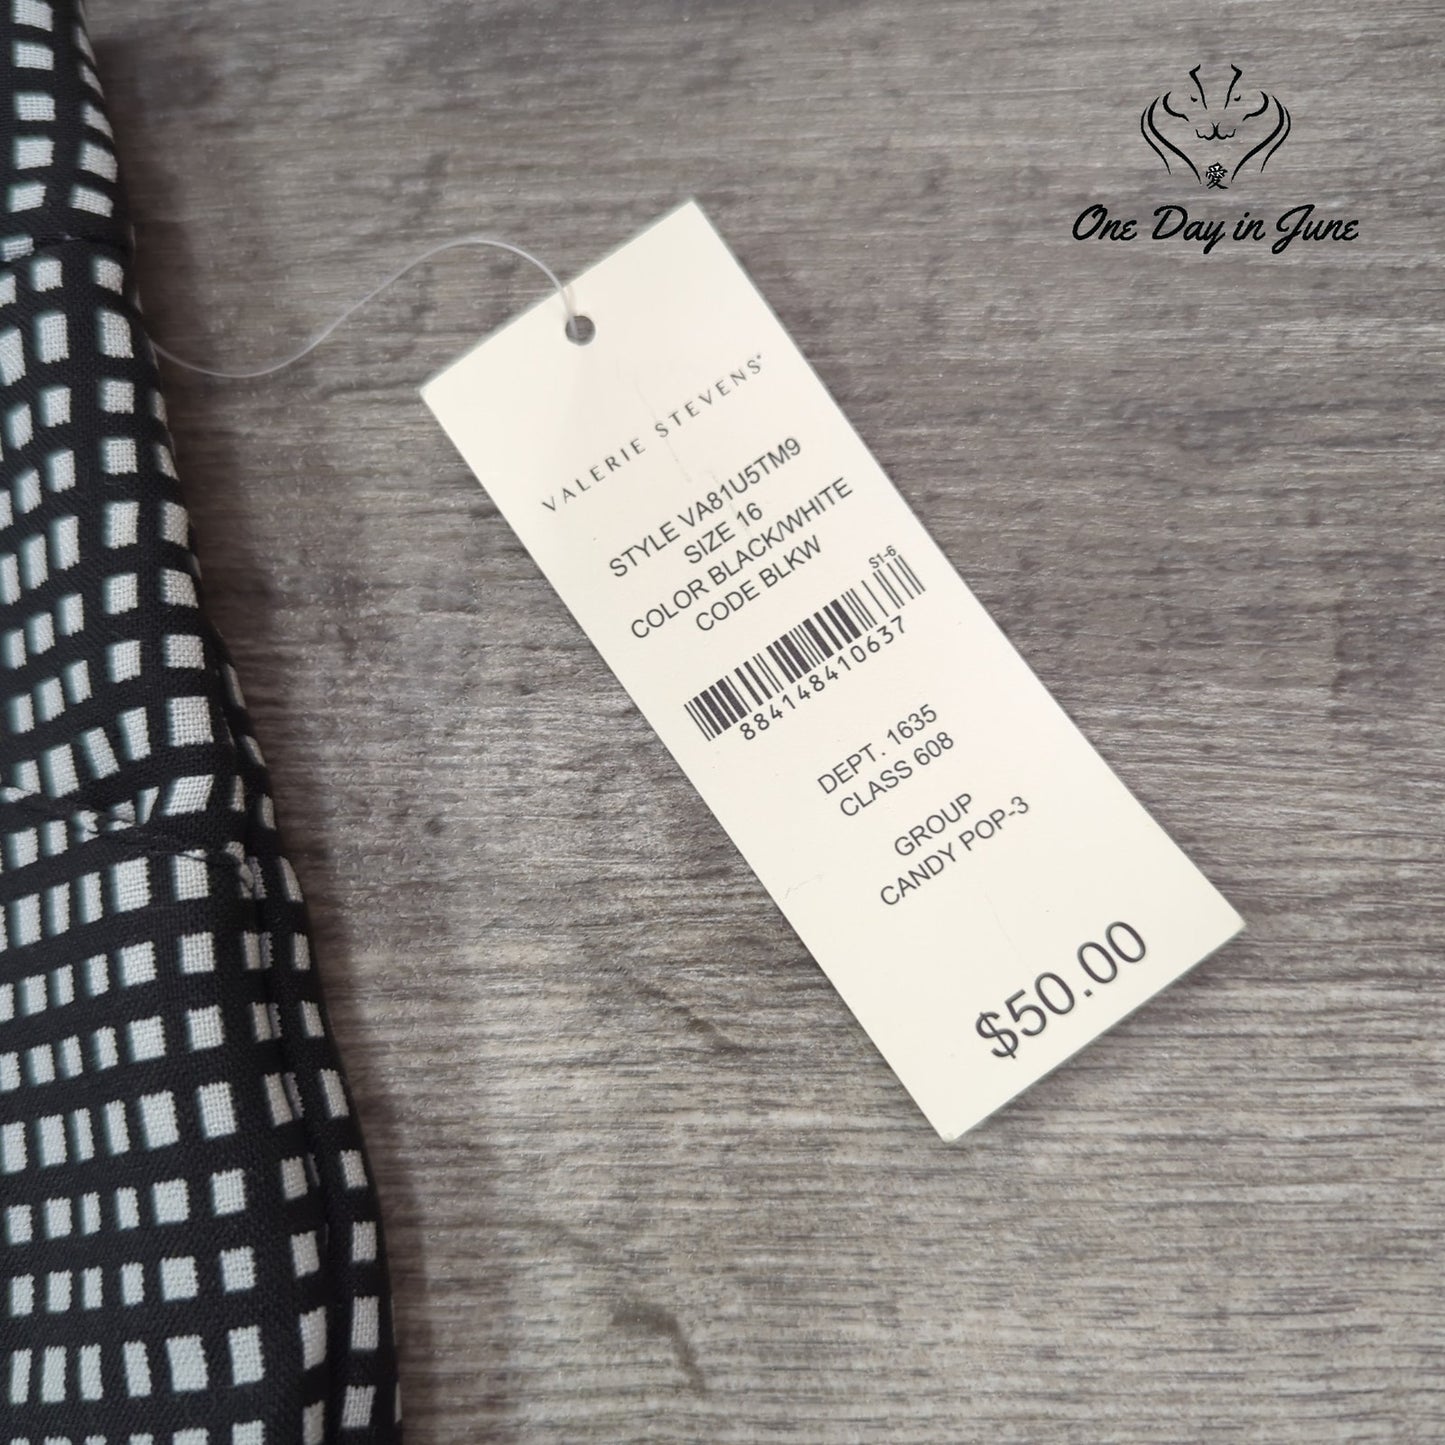 愛
One Day in June
VALERIE STEVENS®
STYLE VA81U5TM9
SIZE 16
COLOR BLACK/WHITE
CODE BLKW
S1-6
884148410637
DEPT. 1635
CLASS 608
GROUP
CANDY POP-3
$50.00